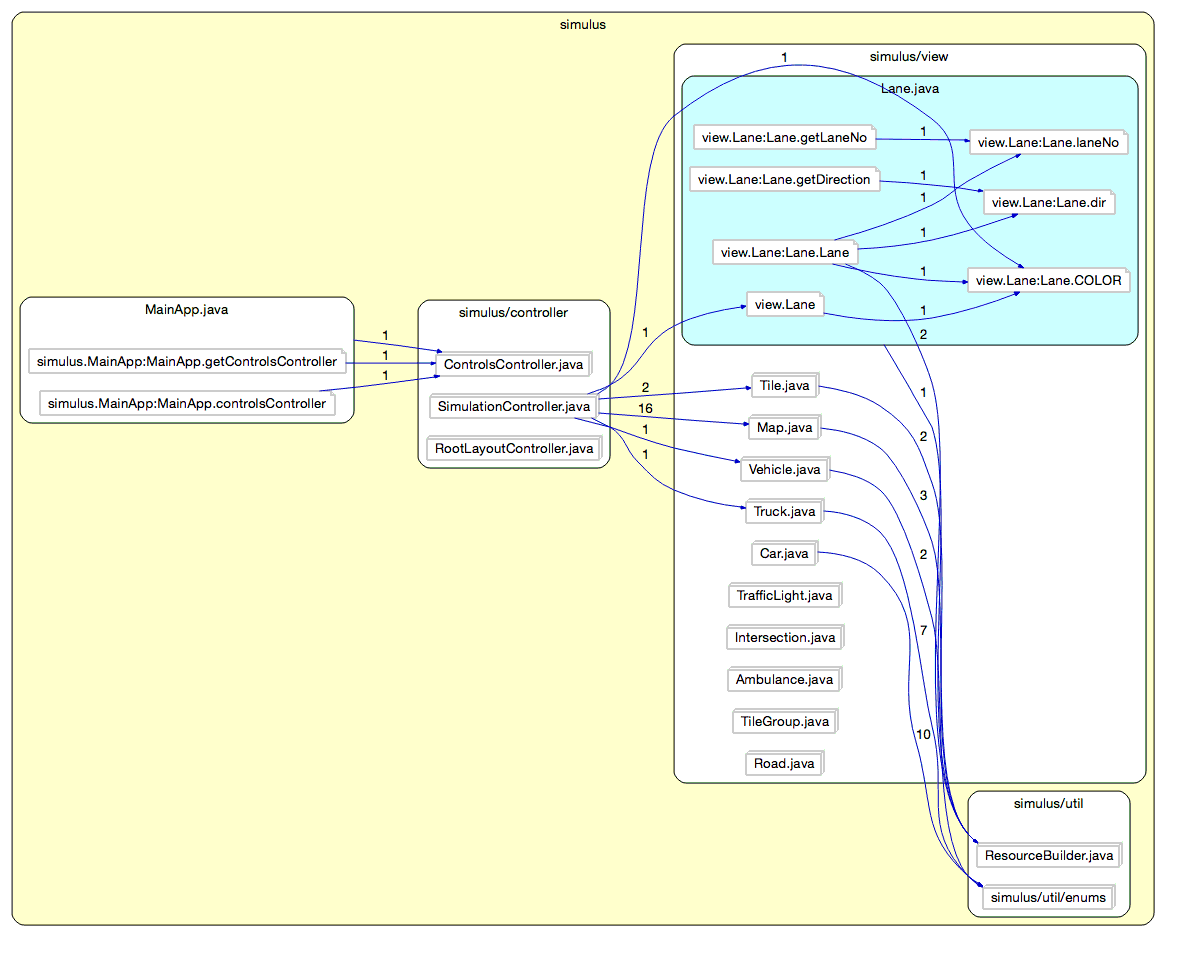 simulus
simulus/view
1
Lane.java
view.Lane:Lane.getLaneNo
1
view.Lane:Lane.laneNo
view.Lane:Lane.getDirection
1
1
view.Lane:Lane.dir
1
view.Lane:Lane.Lane
1
view.Lane:Lane.COLOR
view.Lane
1
2
MainApp.java
simulus.MainApp:MainApp.getControlsController
simulus.MainApp:MainApp.controlsController
1
1
1
simulus/controller
ControlsController.java
SimulationController.java
RootLayoutController.java
1
2
16
1
1
Tile.java
1
Map.java
2
Vehicle.java
3
Truck.java
Car.java
2
TrafficLight.java
Intersection.java
7
Ambulance.java
TileGroup.java
10
Road.java
simulus/util
ResourceBuilder.java
simulus/util/enums